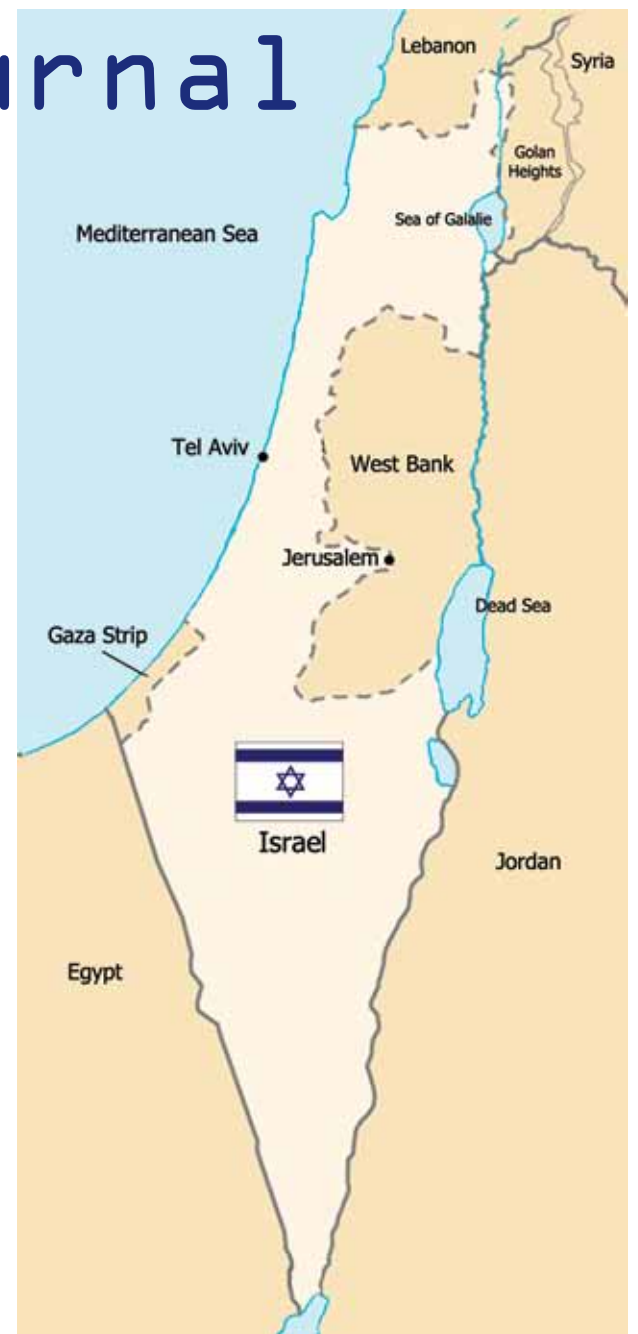 urnal
Lebanon
Syria
Golan
Heights
Sea of Galalie
Mediterranean Sea
Tel Aviv
West Bank
Jerusalem
Dead Sea
Gaza Strip
Israel
Jordan
Egypt